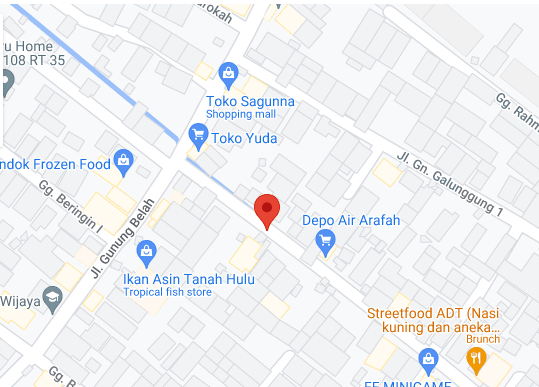 rokah
ru Home
108 RT 35
Toko Sagunna
Shopping mall
Gg. Rahm
Toko Yuda
ndok Frozen Food
Jl. Gn. Galunggung 1
Gg. Beringin I
Jl. Gunung Belah
Depo Air Arafah
Ikan Asin Tanah Hulu
Tropical fish store
Wijaya
Streetfood ADT (Nasi
kuning dan aneka...
Brunch
Gg. B
FF MINIGAME